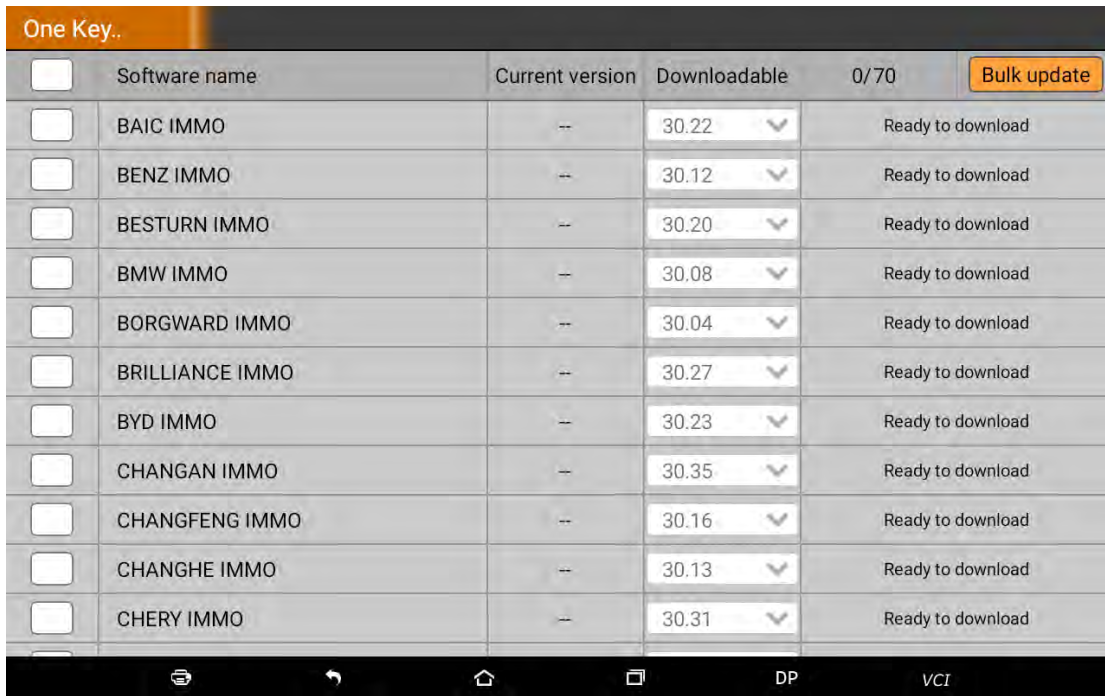 One Key..
Software name Current version Downloadable 0/70 Bulk update
BAIC IMMO -- 30.22 Ready to download
BENZ IMMO -- 30.12 Ready to download
BESTURN IMMO -- 30.20 Ready to download
BMW IMMO -- 30.08 Ready to download
BORGWARD IMMO -- 30.04 Ready to download
BRILLIANCE IMMO -- 30.27 Ready to download
BYD IMMO -- 30.23 Ready to download
CHANGAN IMMO -- 30.35 Ready to download
CHANGFENG IMMO -- 30.16 Ready to download
CHANGHE IMMO -- 30.13 Ready to download
CHERY IMMO -- 30.31 Ready to download
DP VCI